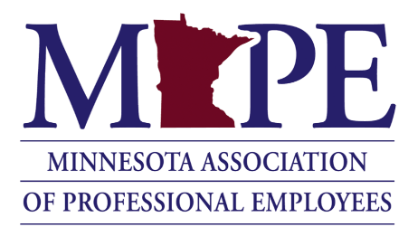 M PE
MINNESOTA ASSOCIATION
OF PROFESSIONAL EMPLOYEES